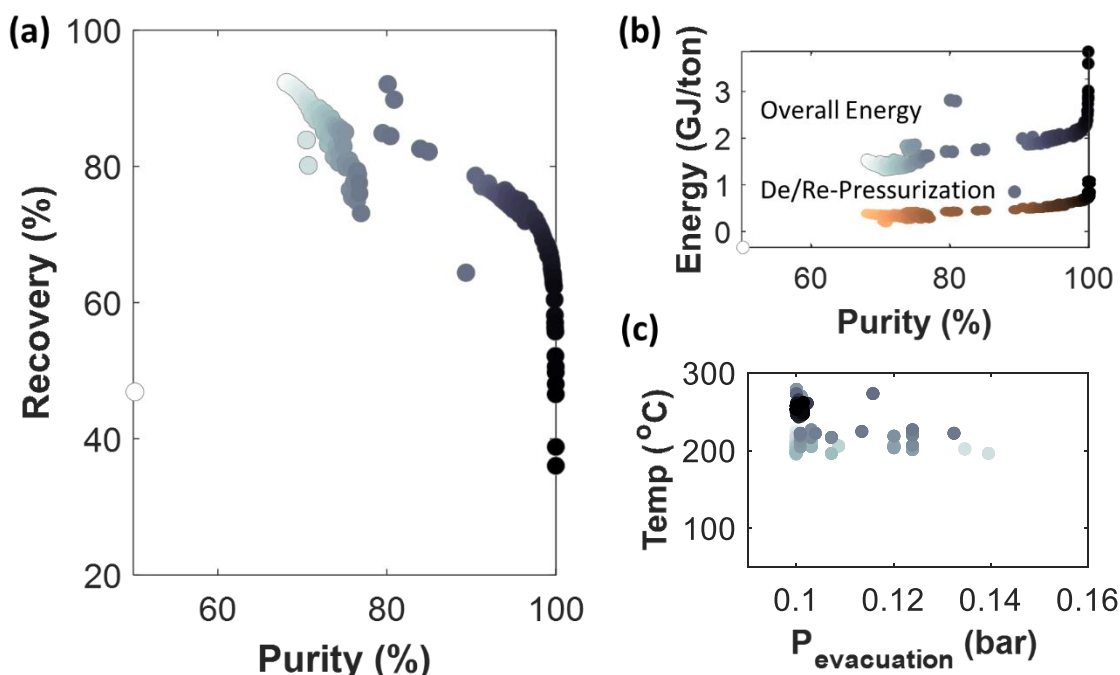 (a)
100
80
60
40
20
60
80
100
Recovery (%)
Purity (%)
(b)
3
2
1
0
60
80
100
Energy (GJ/ton)
Overall Energy
De/Re-Pressurization
Purity (%)
(c)
300
200
100
0.1
0.12
0.14
0.16
Temp (°C)
P evacuation (bar)